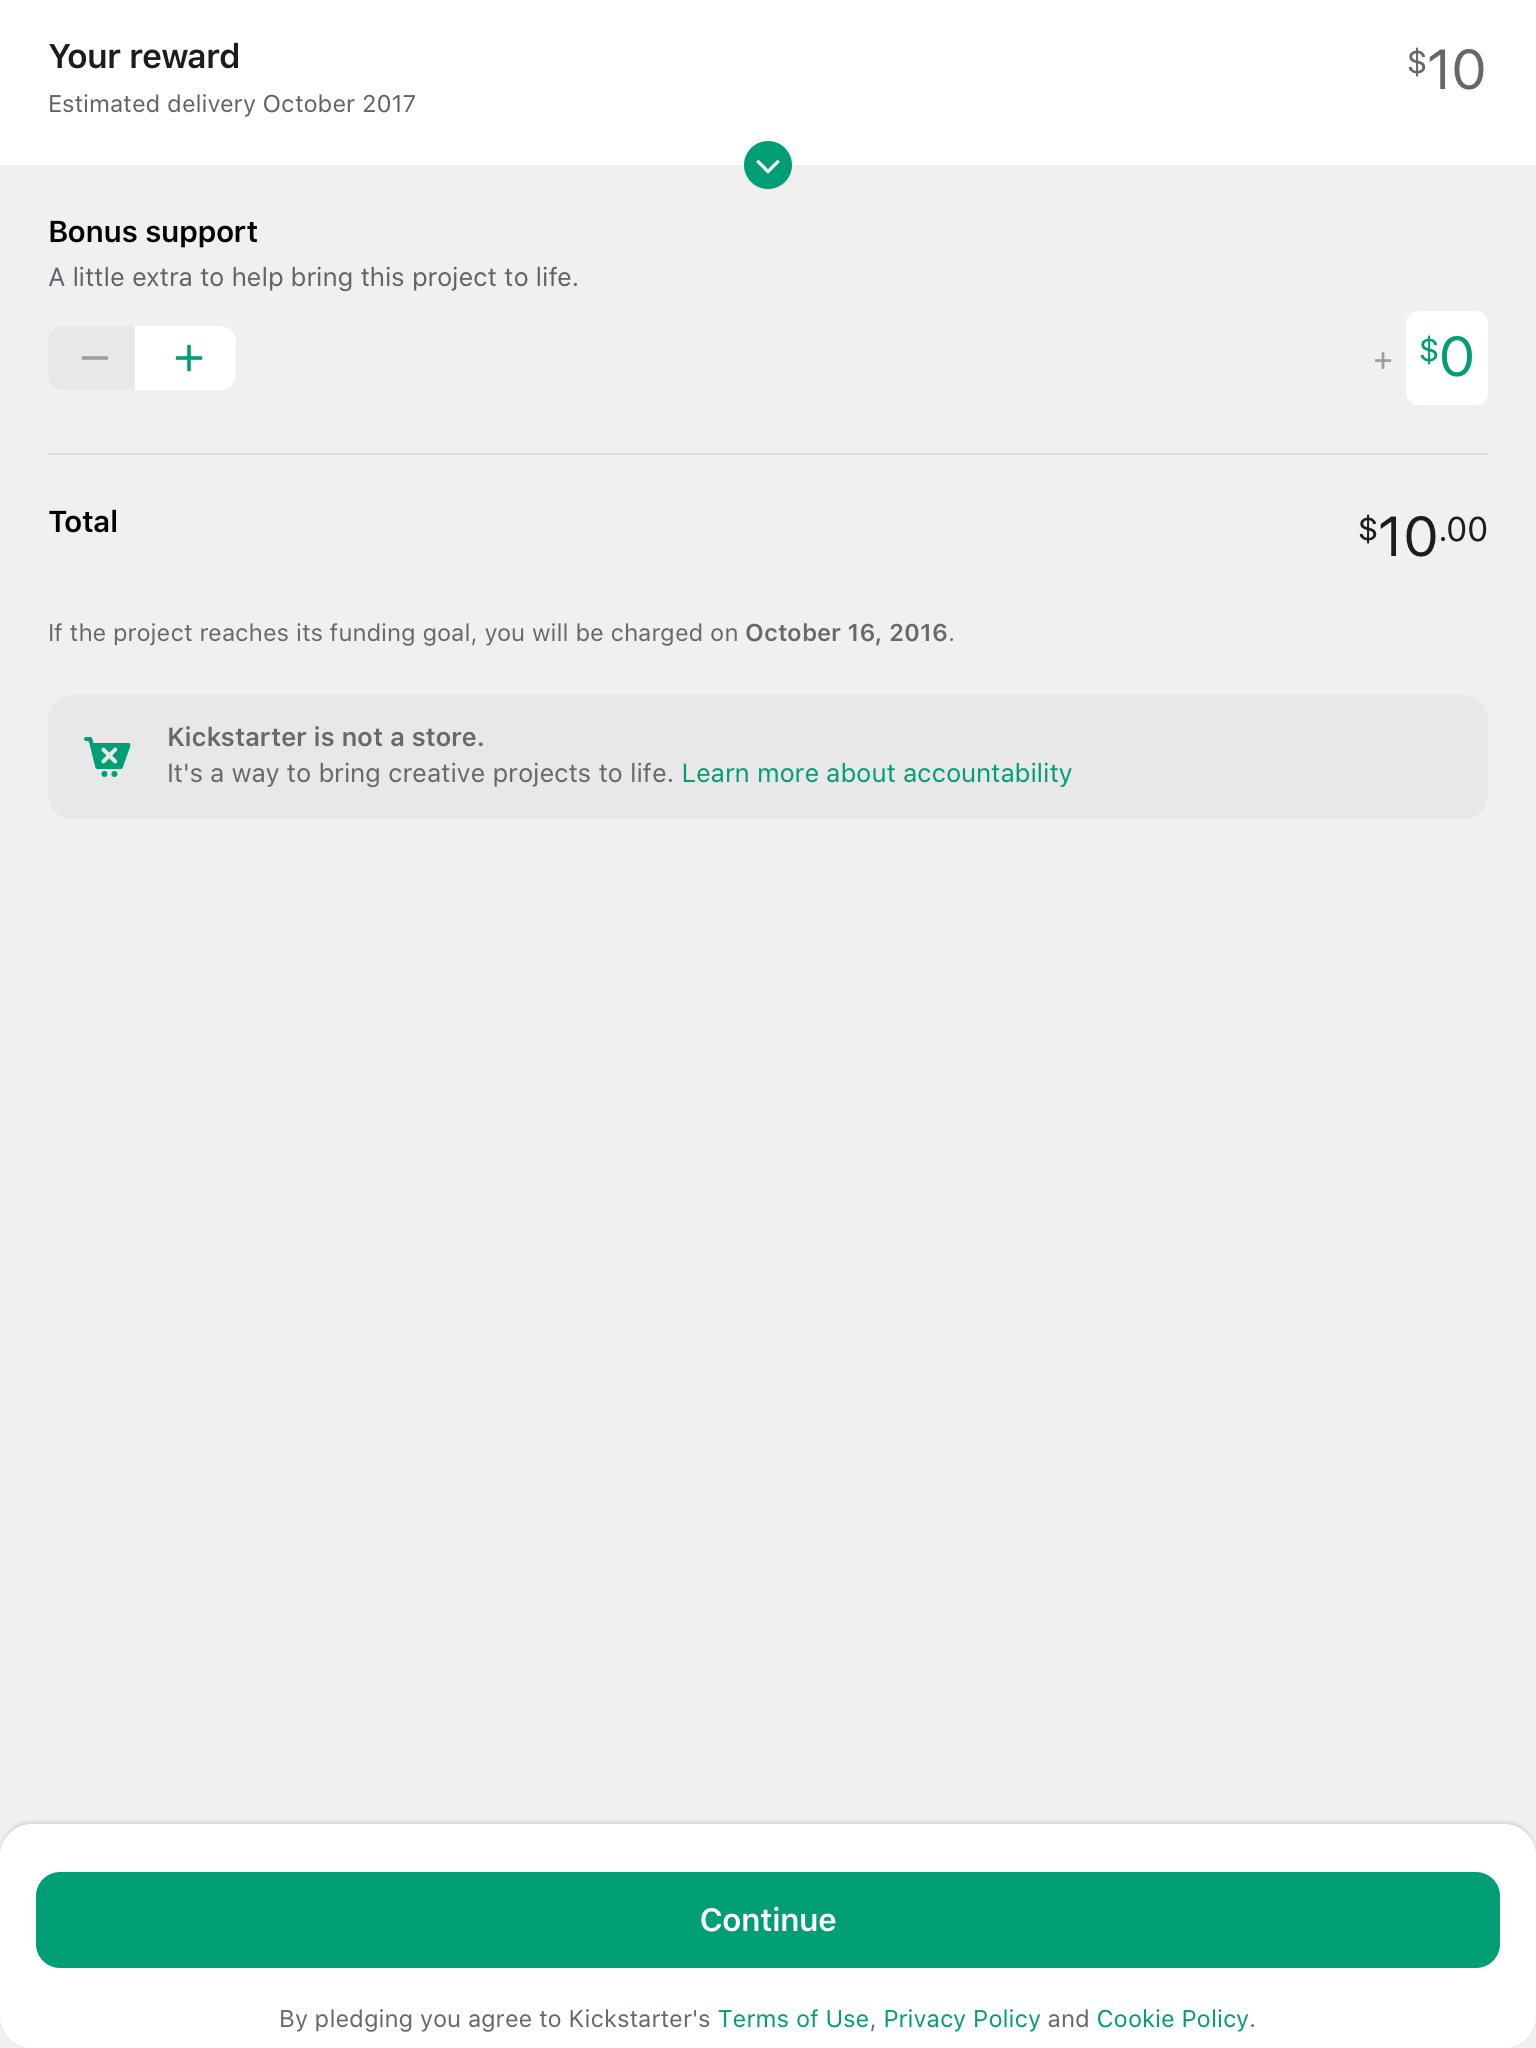 Your reward
$10
Estimated delivery October 2017
Bonus support
A little extra to help bring this project to life.
− + + $0
Total
$10.00
If the project reaches its funding goal, you will be charged on October 16, 2016.
Kickstarter is not a store.
It's a way to bring creative projects to life. Learn more about accountability
Continue
By pledging you agree to Kickstarter's Terms of Use, Privacy Policy and Cookie Policy.